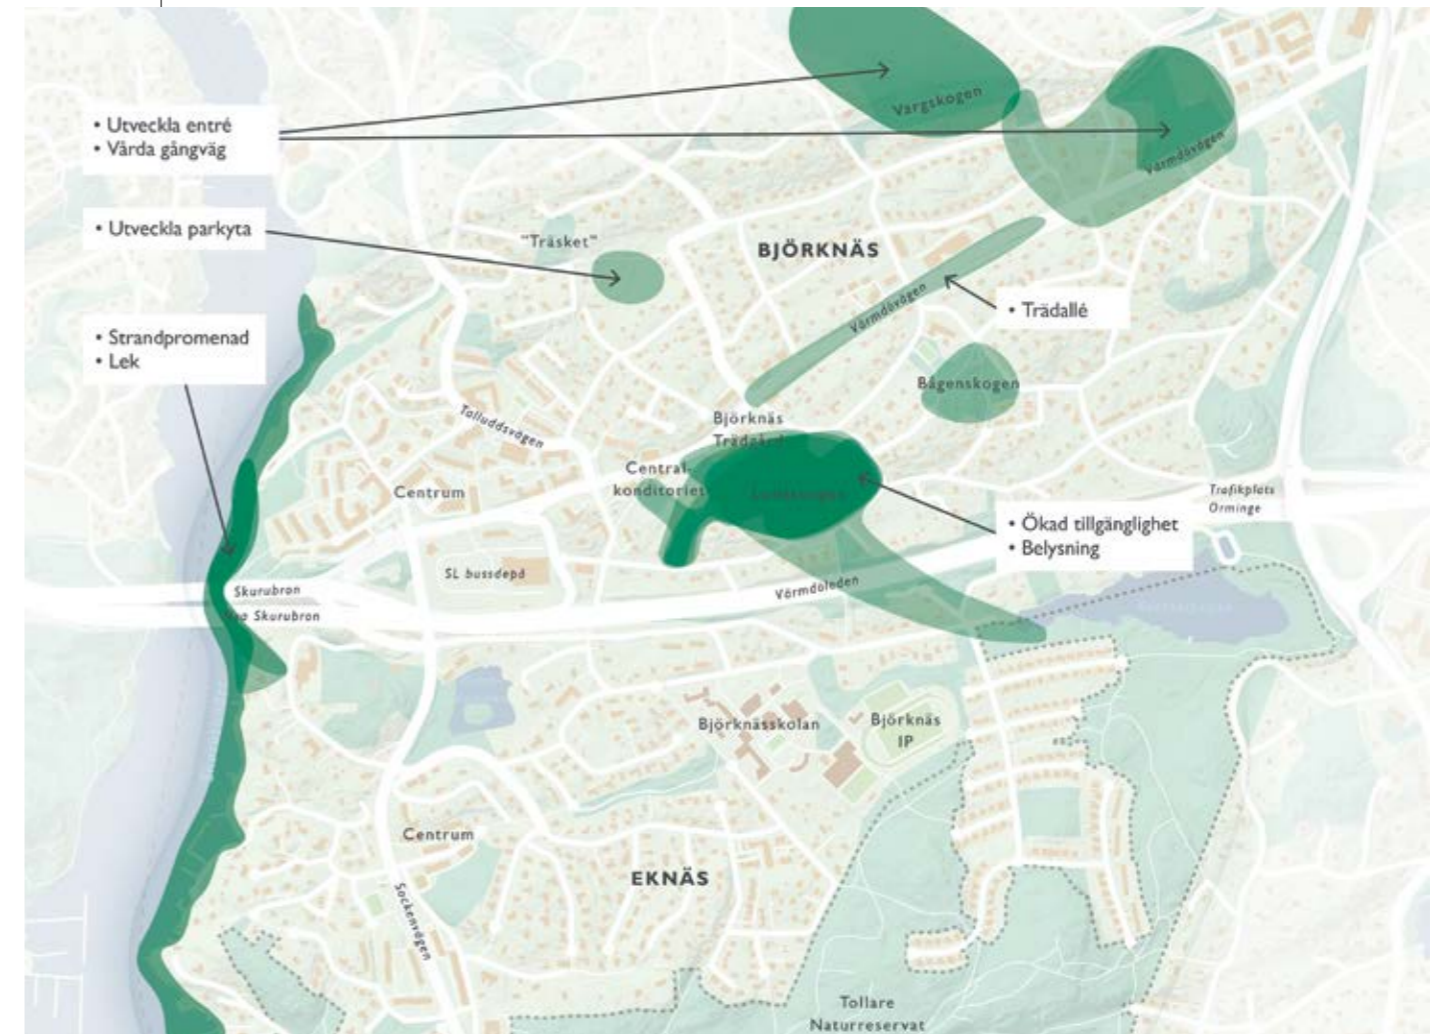 Vargskogen
• Utveckla entré
• Vårda gångväg
Värmdövägen
• Utveckla parkyta
"Träsket"
BJÖRKNÄS
Värmdövägen
• Trädallé
• Strandpromenad
• Lek
Bågenskogen
Talluddsvägen
Björknäs
Central-
konditoriet
Centrum
Trafikplats
Orminge
• Ökad tillgänglighet
• Belysning
SL bussdepå
Värmdöleden
Skurubron
Skurubron
Björknässkolan
Björknäs
IP
Centrum
EKNÄS
Sockenvägen
Tollare
Naturreservat